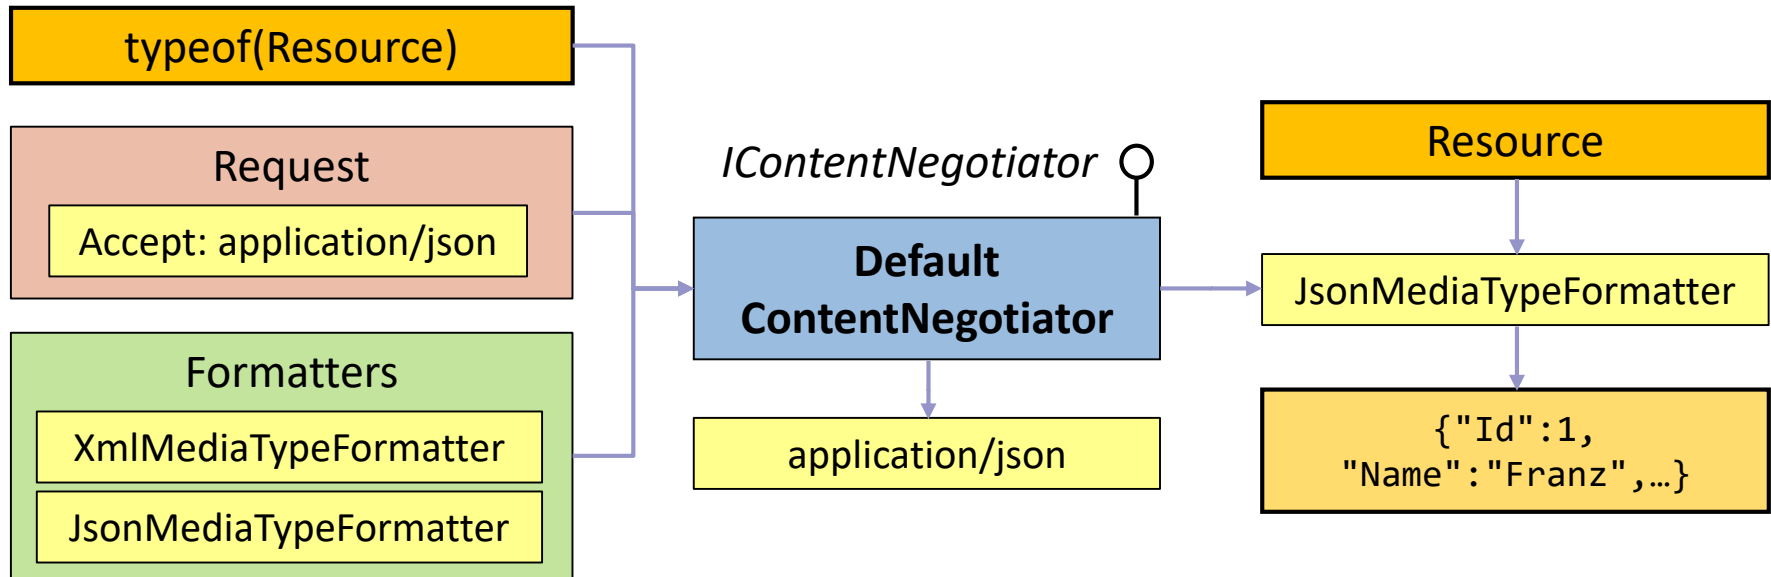 typeof(Resource)
Request
Accept: application/json
Formatters
XmlMediaTypeFormatter
JsonMediaTypeFormatter
IContentNegotiator
Default
ContentNegotiator
application/json
Resource
JsonMediaTypeFormatter
{"Id":1,
"Name":"Franz",…}